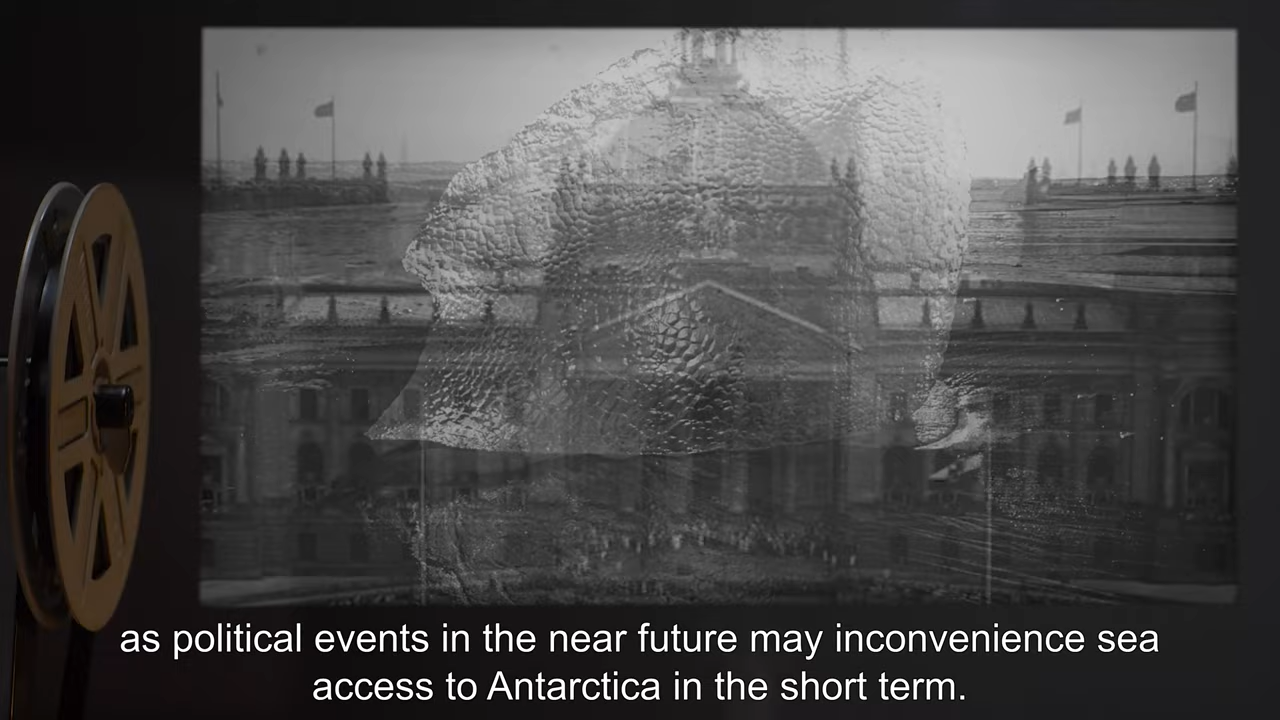 as political events in the near future may inconvenience sea
access to Antarctica in the short term.